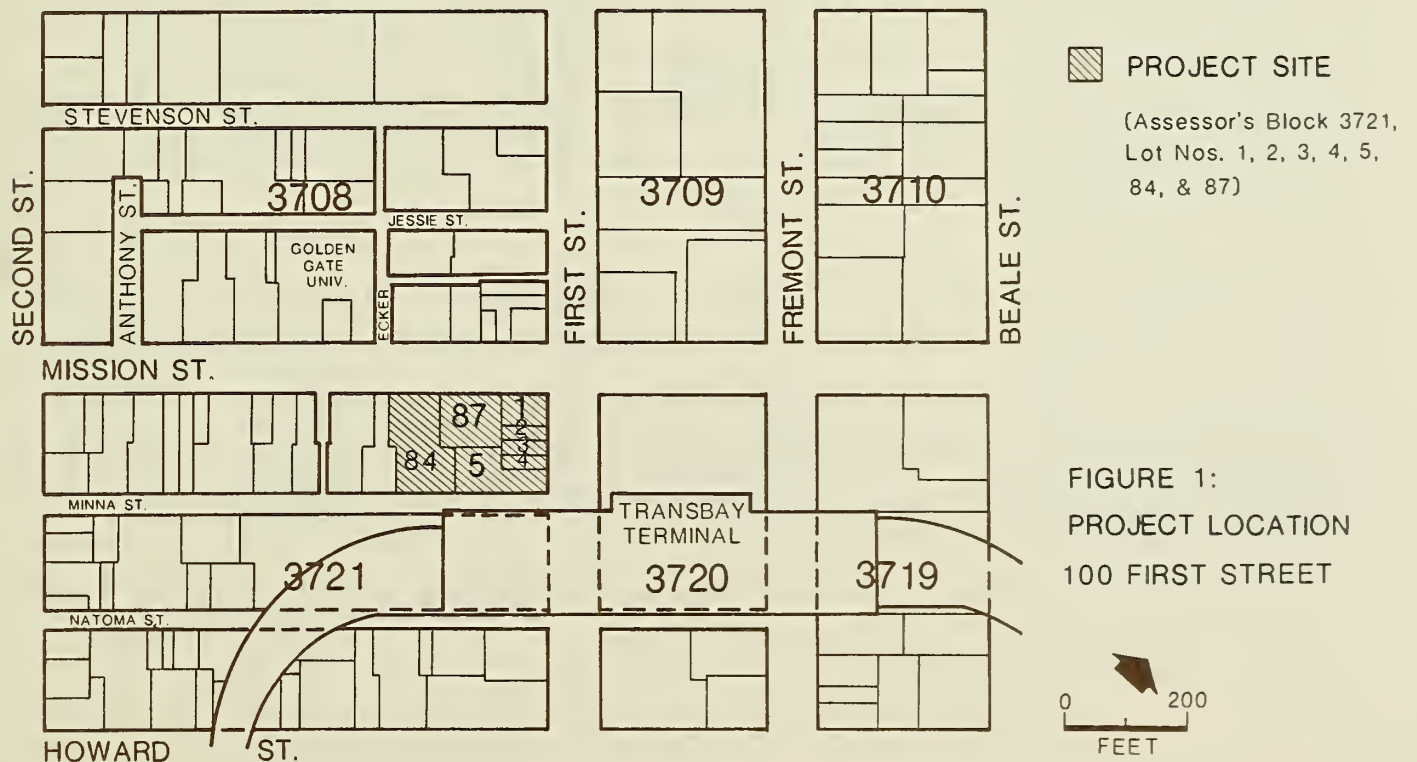 STEVENSON ST.
SECOND ST.
ANTHONY ST.
3708
JESSIE ST.
GOLDEN
GATE
UNIV.
ECKER
FIRST ST.
3709
FREMONT ST.
3710
BEALE ST.
MISSION ST.
87
1
2
3
4
84
5
MINNA ST.
TRANSBAY
TERMINAL
3721
3720
3719
NATOMA ST.
HOWARD ST.
PROJECT SITE
(Assessor's Block 3721,
Lot Nos. 1, 2, 3, 4, 5,
84, & 87)
FIGURE 1:
PROJECT LOCATION
100 FIRST STREET
0 200
FEET